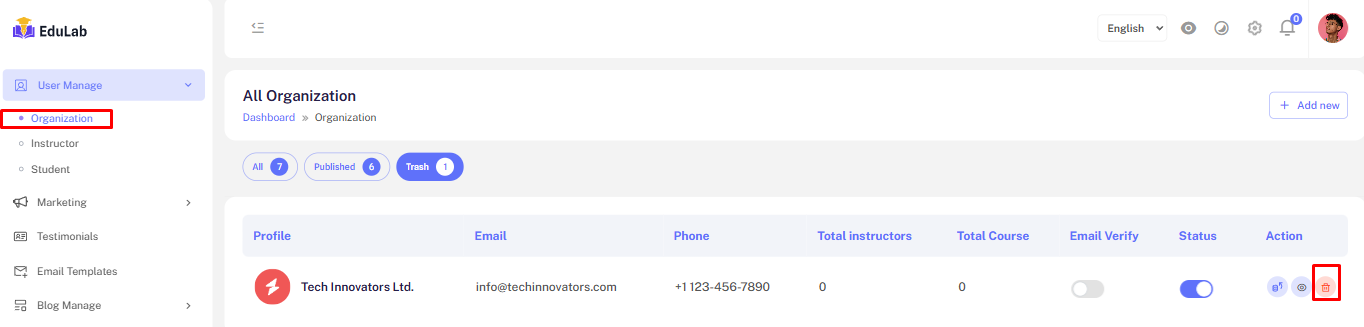 EduLab
English
0
User Manage
Organization
Instructor
Student
Marketing
Testimonials
Email Templates
Blog Manage
All Organization
Dashboard » Organization
Add new
All 7 Published 6 Trash 1
Profile Email Phone Total instructors Total Course Email Verify Status Action
Tech Innovators Ltd. info@techinnovators.com +1 123-456-7890 0 0